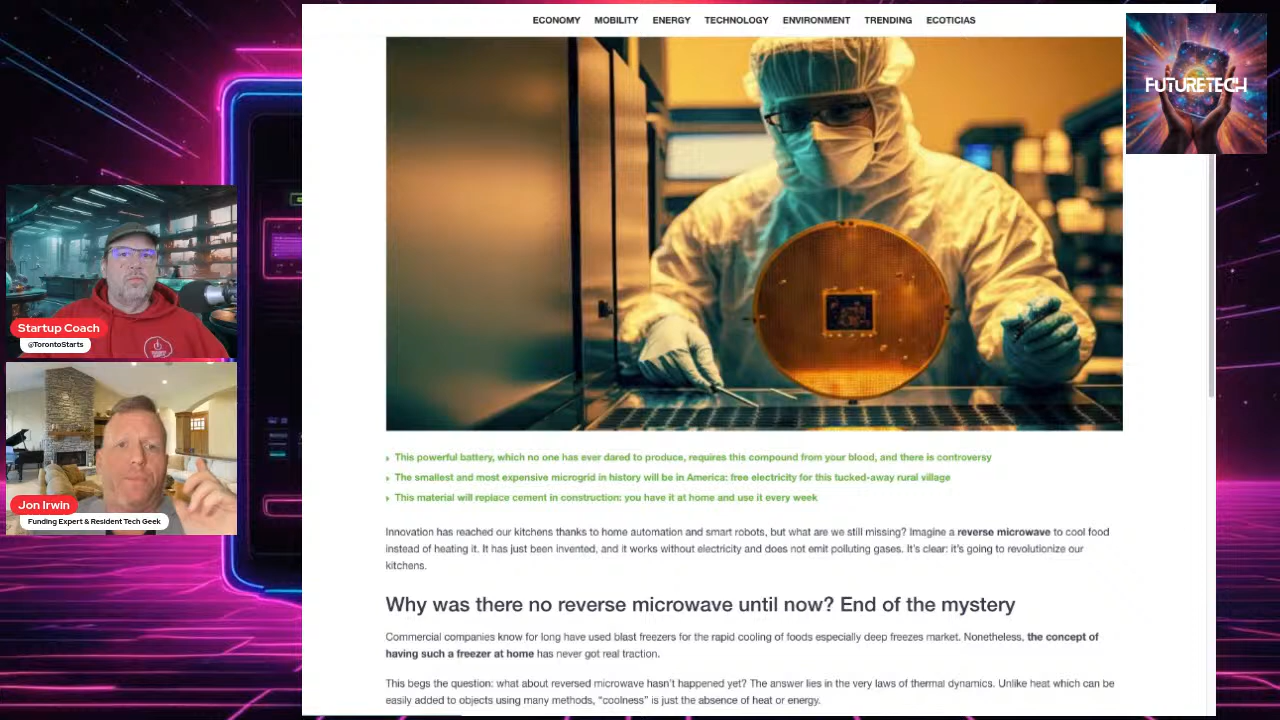 ECONOMY MOBILITY ENERGY TECHNOLOGY ENVIRONMENT TRENDING ECOTICIAS
FUTURETECH
Startup Coach
@TorontoStarts
Jon Irwin
Funding Expert & Resident Tech Geek
This powerful battery, which no one has ever dared to produce, requires this compound from your blood, and there is controversy
The smallest and most expensive microgrid in history will be in America: free electricity for this tucked-away rural village
This material will replace cement in construction: you have it at home and use it every week
Innovation has reached our kitchens thanks to home automation and smart robots, but what are we still missing? Imagine a reverse microwave to cool food
instead of heating it. It has just been invented, and it works without electricity and does not emit polluting gases. It's clear: it's going to revolutionize our
kitchens.
Why was there no reverse microwave until now? End of the mystery
Commercial companies know for long have used blast freezers for the rapid cooling of foods especially deep freezes market. Nonetheless, the concept of
having such a freezer at home has never got real traction.
This begs the question: what about reversed microwave hasn't happened yet? The answer lies in the very laws of thermal dynamics. Unlike heat which can be
easily added to objects using many methods, "coolness" is just the absence of heat or energy.